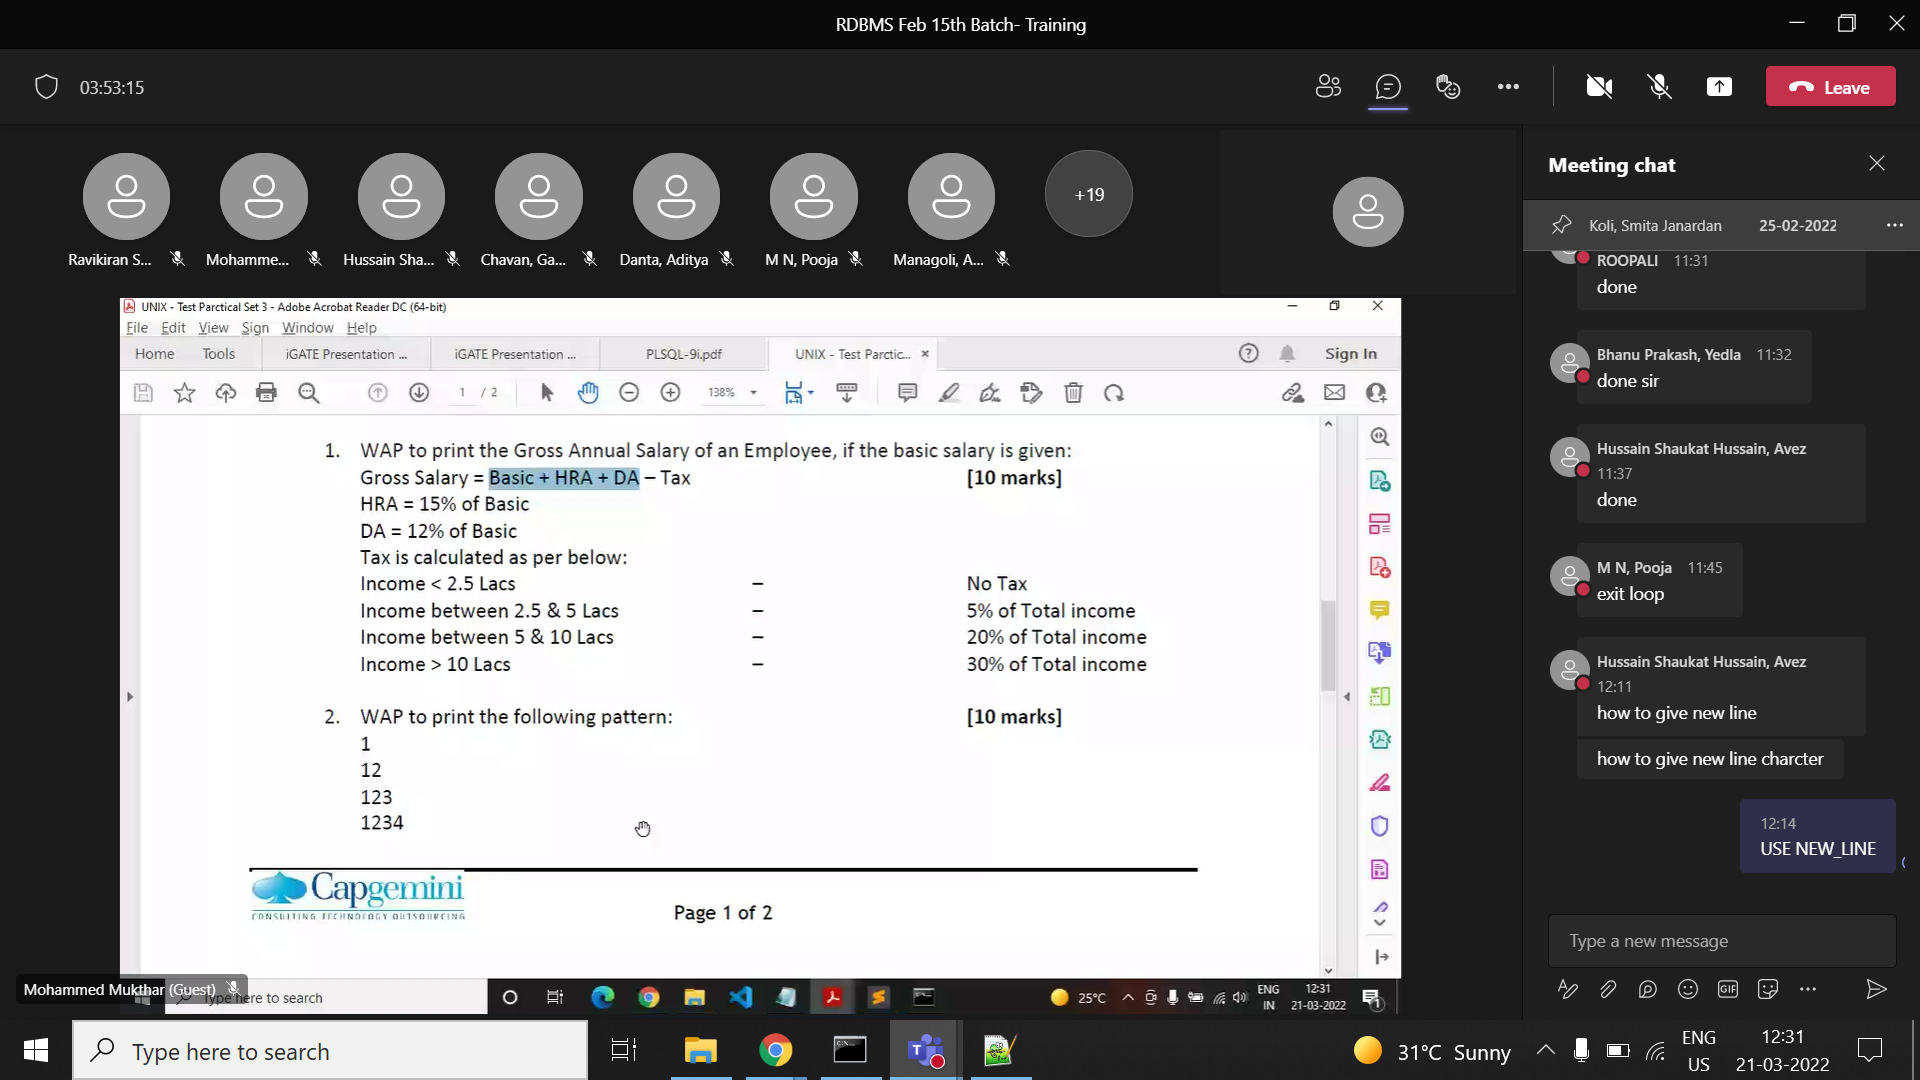 RDBMS Feb 15th Batch- Training
03:53:15
Leave
Ravikiran S...
Mohamme...
Hussain Sha...
Chavan, Ga...
Danta, Aditya
M N, Pooja
Managoli, A...
+19
UNIX - Test Parctical Set 3 - Adobe Acrobat Reader DC (64-bit)
File Edit View Sign Window Help
Home Tools iGATE Presentation ... iGATE Presentation ... PLSQL-9i.pdf UNIX - Test Parctic... Sign In
1 / 2 138%
1. WAP to print the Gross Annual Salary of an Employee, if the basic salary is given:
Gross Salary = Basic + HRA + DA – Tax [10 marks]
HRA = 15% of Basic
DA = 12% of Basic
Tax is calculated as per below:
Income < 2.5 Lacs – No Tax
Income between 2.5 & 5 Lacs – 5% of Total income
Income between 5 & 10 Lacs – 20% of Total income
Income > 10 Lacs – 30% of Total income
2. WAP to print the following pattern: [10 marks]
1
12
123
1234
Capgemini
CONSULTING TECHNOLOGY OUTSOURCING
Page 1 of 2
Mohammed Mukthar (Guest)
Type here to search
25°C
ENG
IN
12:31
21-03-2022
1
Meeting chat
Koli, Smita Janardan 25-02-2022
ROOPALI 11:31
done
Bhanu Prakash, Yedla 11:32
done sir
Hussain Shaukat Hussain, Avez
11:37
done
M N, Pooja 11:45
exit loop
Hussain Shaukat Hussain, Avez
12:11
how to give new line
how to give new line charcter
12:14
USE NEW_LINE
Type a new message
GIF
Type here to search
31°C Sunny
ENG
US
12:31
21-03-2022